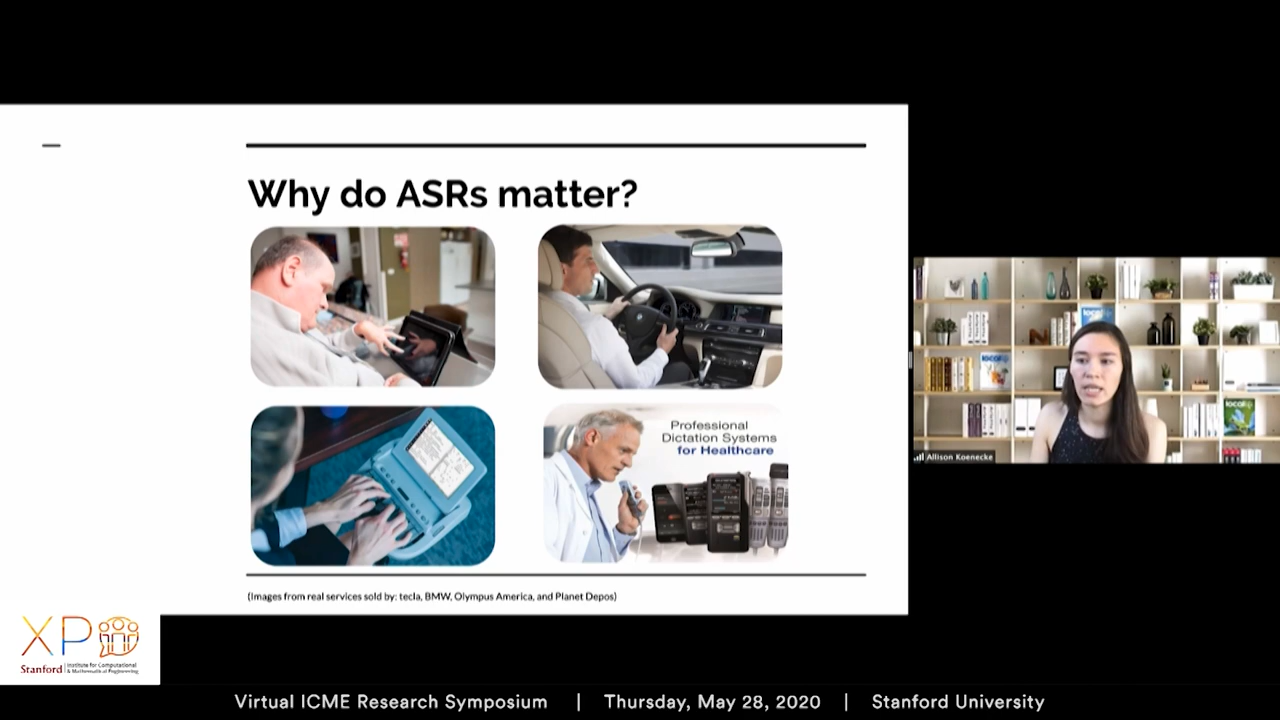 Why do ASRs matter?
Professional
Dictation Systems
for Healthcare
(Images from real services sold by: tecla, BMW, Olympus America, and Planet Depos)
local
local
Allison Koenecke
XP
Stanford | Institute for Computational
& Mathematical Engineering
Virtual ICME Research Symposium | Thursday, May 28, 2020 | Stanford University